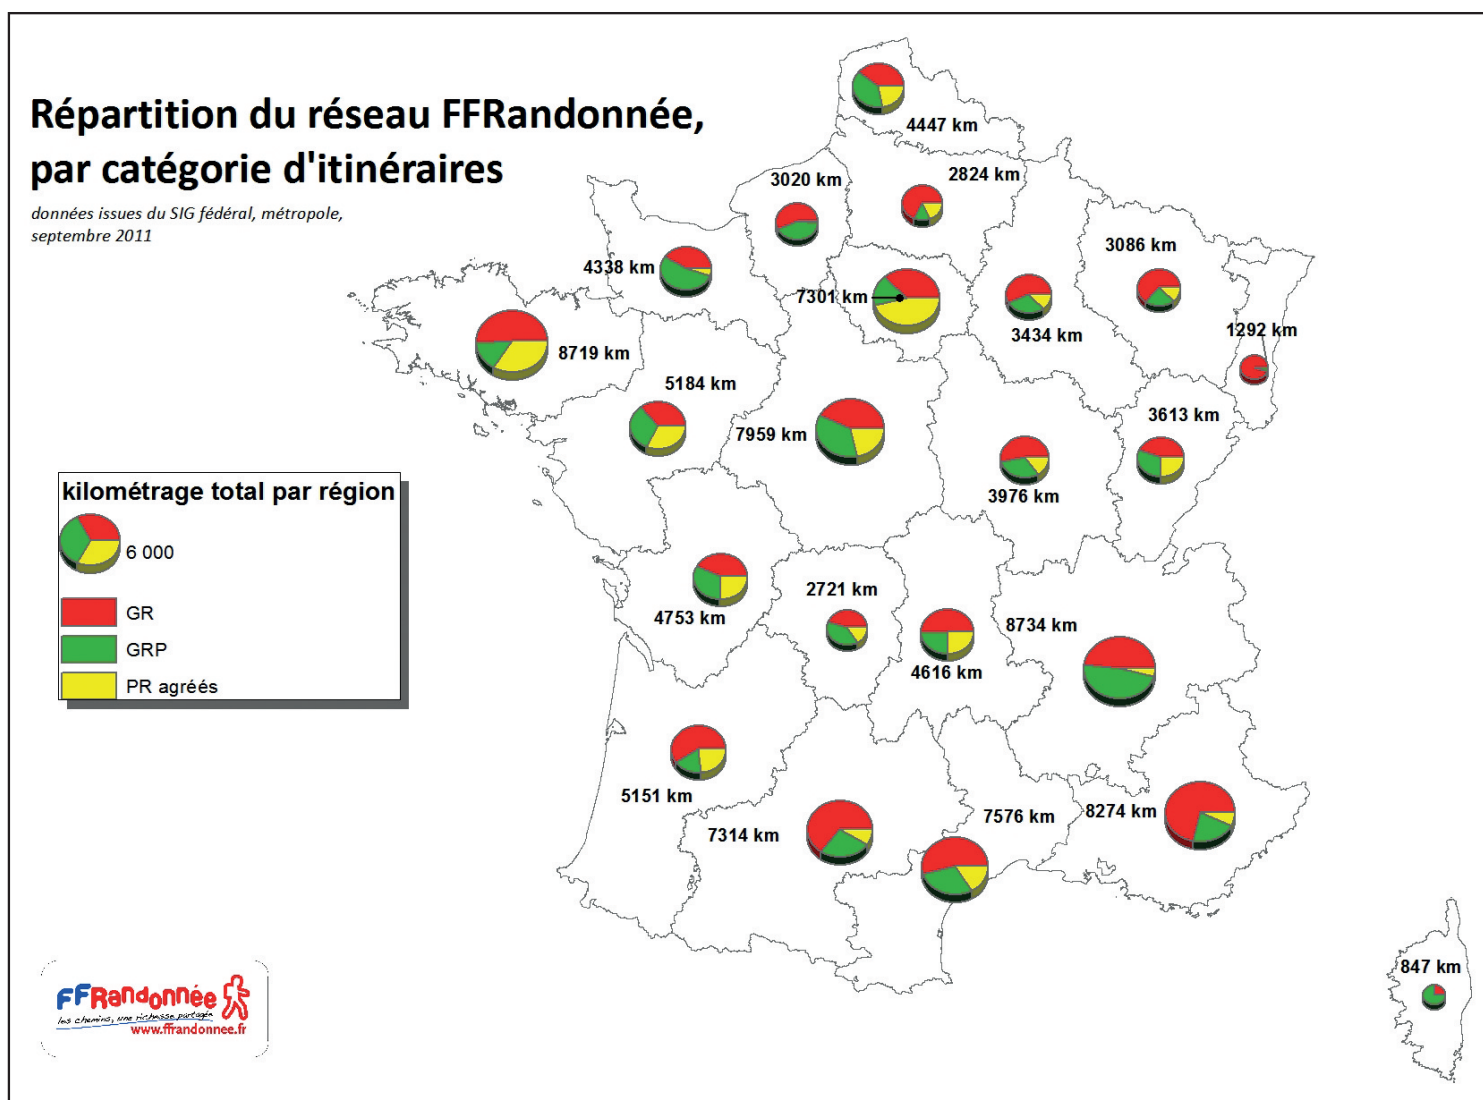 Répartition du réseau FFRandonnée,
par catégorie d'itinéraires
données issues du SIG fédéral, métropole,
septembre 2011
4447 km
2824 km
3020 km
3086 km
4338 km
7301 km
3434 km
1292 km
8719 km
5184 km
3613 km
7959 km
3976 km
kilométrage total par région
6 000
GR
GRP
PR agréés
2721 km
4753 km
8734 km
4616 km
5151 km
7314 km
7576 km
8274 km
847 km
FFRandonnée
les chemins, une richesse partagée
www.ffrandonnee.fr